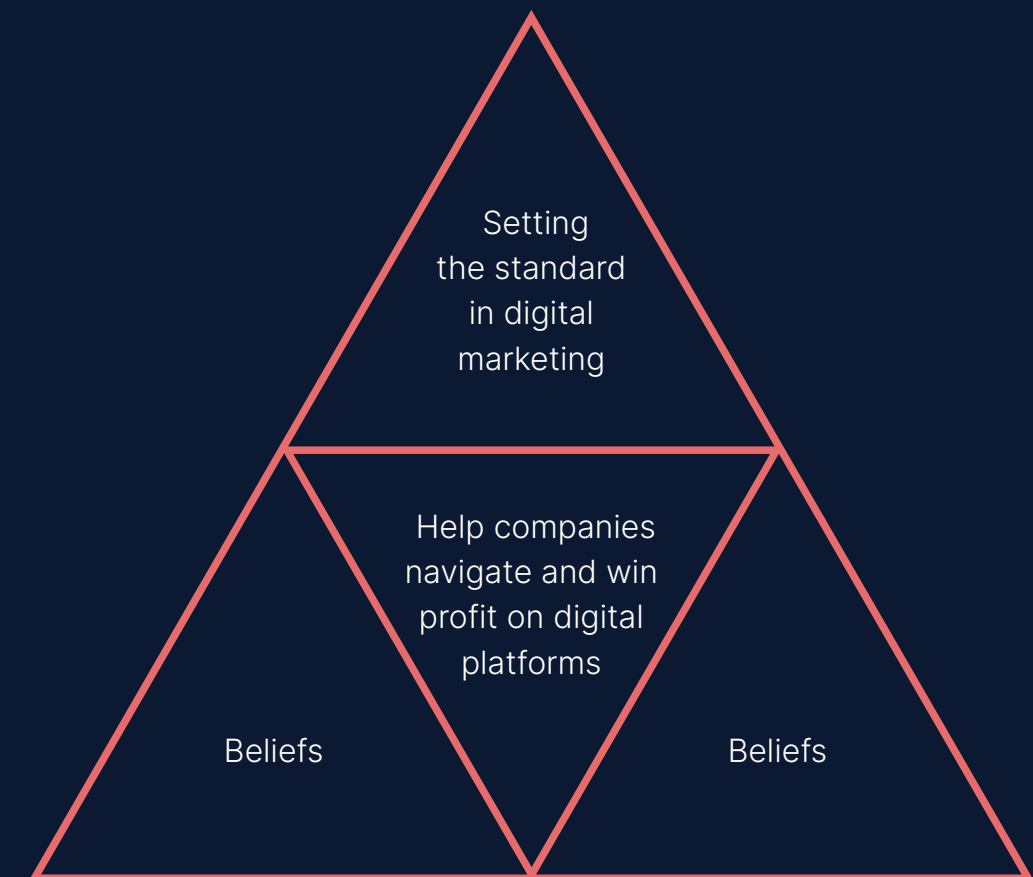 Setting
the standard
in digital
marketing
Help companies
navigate and win
profit on digital
platforms
Beliefs
Beliefs